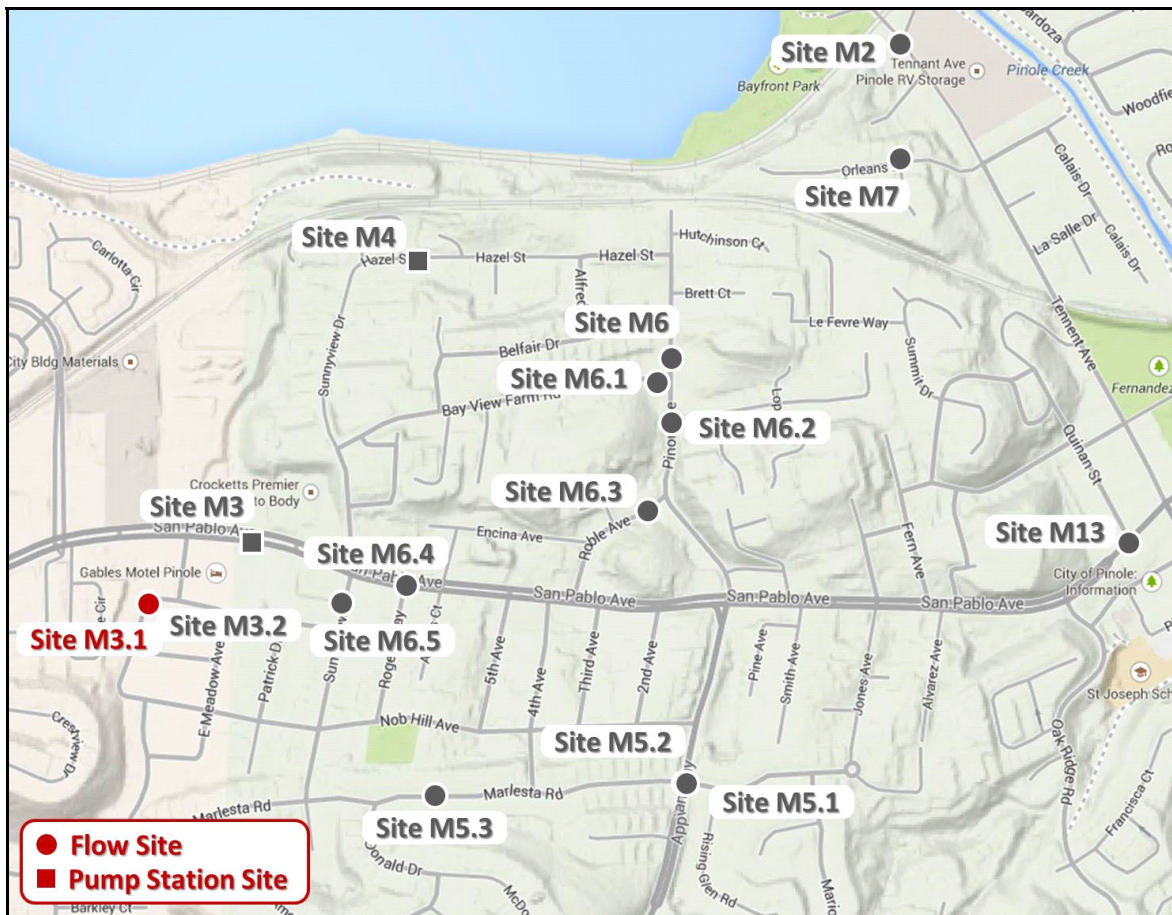 Cardoza
Site M2
Tennant Ave
Pinole RV Storage
Pinole Creek
Bayfront Park
Orleans
Site M7
Calais Dr
La Salle Dr
Calais Dr
Site M4
Hazel St
Hazel St
Hutchinson Cr
Carlotta Cir
Brett Ct
Site M6
Le Fevre Way
Tennent Ave
Belfair Dr
City Bldg Materials
Sunnyview Dr
Site M6.1
Summit Dr
Fernandez
Bay View Farm Rd
Site M6.2
Quinan St
Crocketts Premier
to Body
Site M6.3
Site M3
San Pablo Ave
Encina Ave
Roble Ave
Fern Ave
Site M13
Site M6.4
Gables Motel Pinole
San Pablo Ave
San Pablo Ave
San Pablo Ave
San Pablo Ave
City of Pinole:
Information
Site M3.1
Site M3.2
Site M6.5
E Meadow Ave
5th Ave
4th Ave
Third Ave
2nd Ave
Pine Ave
Smith Ave
Jones Ave
Alvarez Ave
St Joseph Sch
Crestview Dr
Nob Hill Ave
Site M5.2
Oak Ridge Rd
Marlesta Rd
Marlesta Rd
Site M5.1
Site M5.3
Francisca Ct
Flow Site
Donald Dr
Rising Glen Rd
Pump Station Site
Barkley Ct